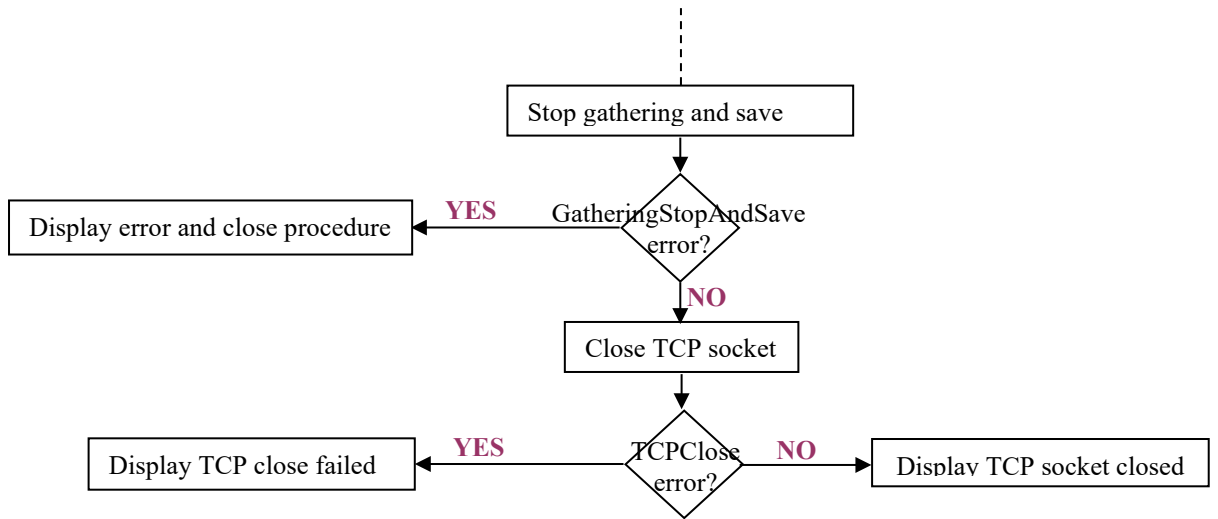 Stop gathering and save
GatheringStopAndSave
error?
YES
Display error and close procedure
NO
Close TCP socket
TCPClose
error?
YES
Display TCP close failed
NO
Display TCP socket closed